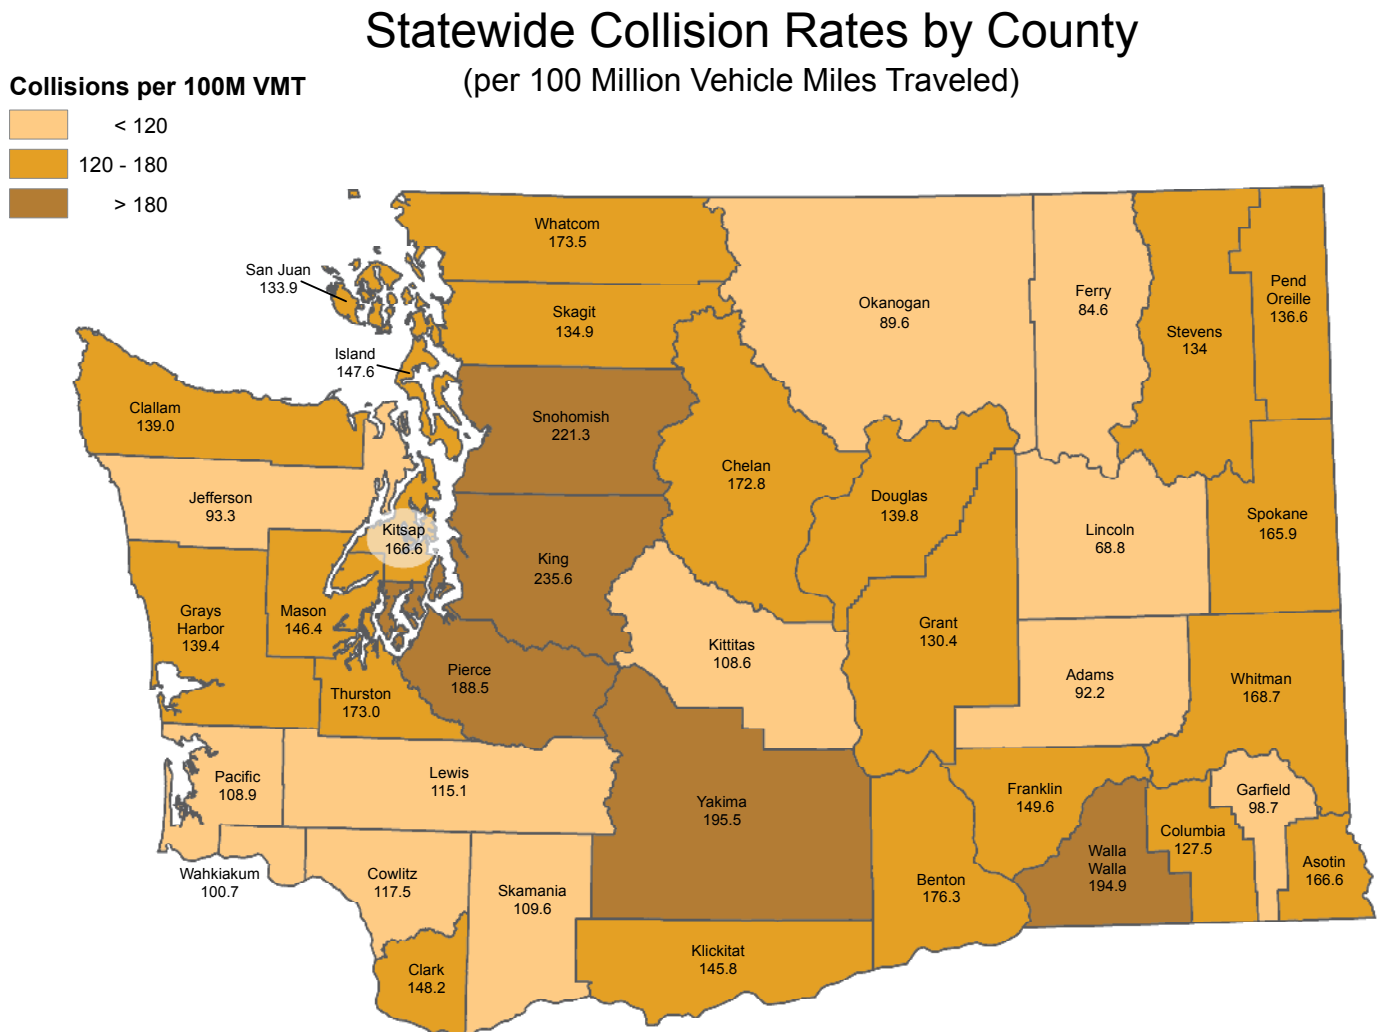 Statewide Collision Rates by County
(per 100 Million Vehicle Miles Traveled)
Collisions per 100M VMT
< 120
120 - 180
> 180
Whatcom
173.5
San Juan
133.9
Skagit
134.9
Island
147.6
Okanogan
89.6
Ferry
84.6
Stevens
134
Pend
Oreille
136.6
Clallam
139.0
Snohomish
221.3
Chelan
172.8
Douglas
139.8
Jefferson
93.3
Kitsap
166.6
King
235.6
Lincoln
68.8
Spokane
165.9
Grays
Harbor
139.4
Mason
146.4
Kittitas
108.6
Grant
130.4
Pierce
188.5
Thurston
173.0
Adams
92.2
Whitman
168.7
Pacific
108.9
Lewis
115.1
Yakima
195.5
Franklin
149.6
Garfield
98.7
Columbia
127.5
Walla
Walla
194.9
Asotin
166.6
Wahkiakum
100.7
Cowlitz
117.5
Skamania
109.6
Benton
176.3
Klickitat
145.8
Clark
148.2